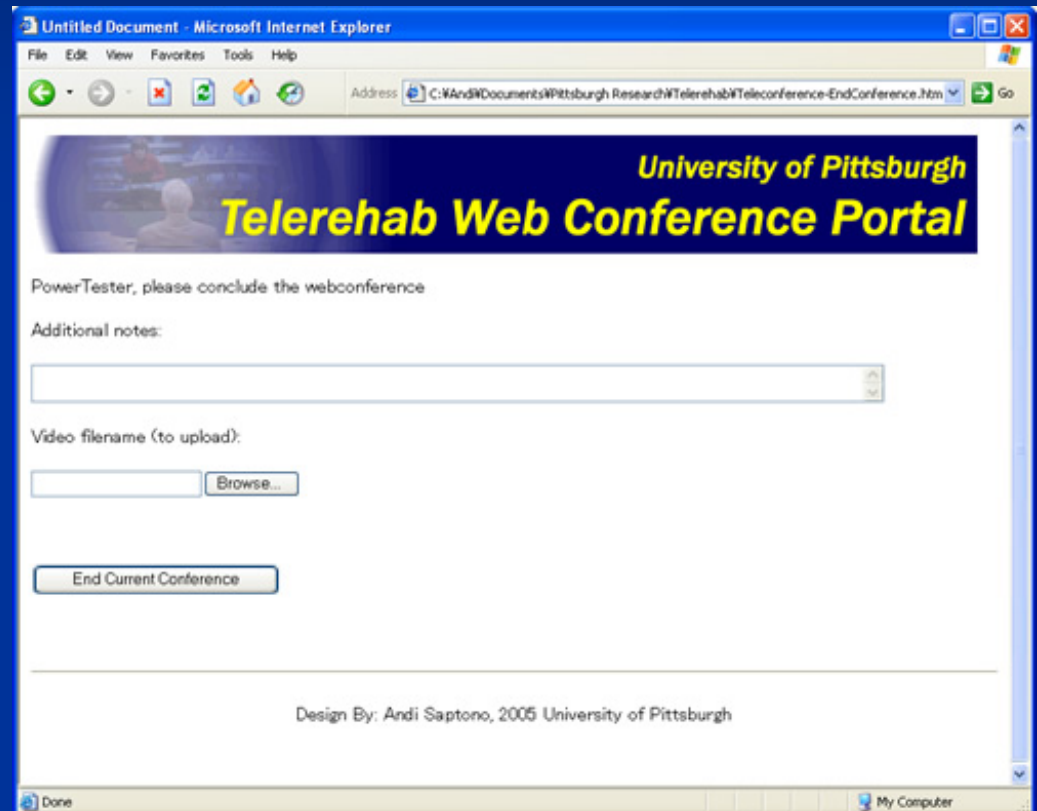 Untitled Document - Microsoft Internet Explorer
File Edit View Favorites Tools Help
Address C:¥Andi¥Documents¥Pittsburgh Research¥Telerehab¥Teleconference-EndConference.htm Go
University of Pittsburgh
Telerehab Web Conference Portal
PowerTester, please conclude the webconference
Additional notes:
Video filename (to upload):
Browse...
End Current Conference
Design By: Andi Saptono, 2005 University of Pittsburgh
Done My Computer